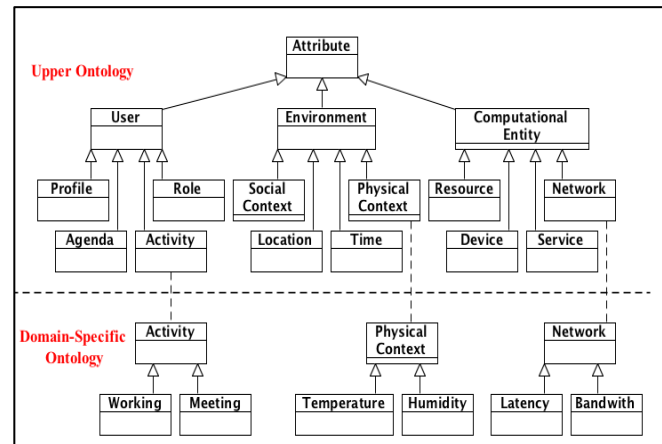 Attribute
Upper Ontology
User
Environment
Computational
Entity
Profile
Role
Social
Context
Physical
Context
Resource
Network
Agenda
Activity
Location
Time
Device
Service
Domain-Specific
Ontology
Activity
Physical
Context
Network
Working
Meeting
Temperature
Humidity
Latency
Bandwith